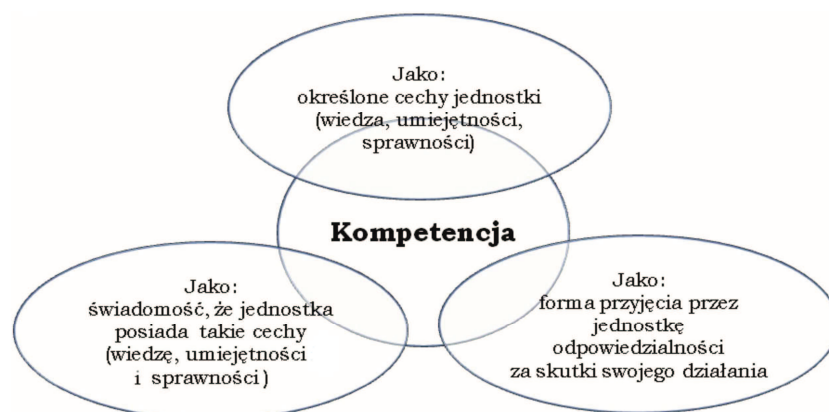 Jako:
określone cechy jednostki
(wiedza, umiejętności,
sprawności)
Kompetencja
Jako:
świadomość, że jednostka
posiada takie cechy
(wiedzę, umiejętności
i sprawności)
Jako:
forma przyjęcia przez
jednostkę
odpowiedzialności
za skutki swojego działania